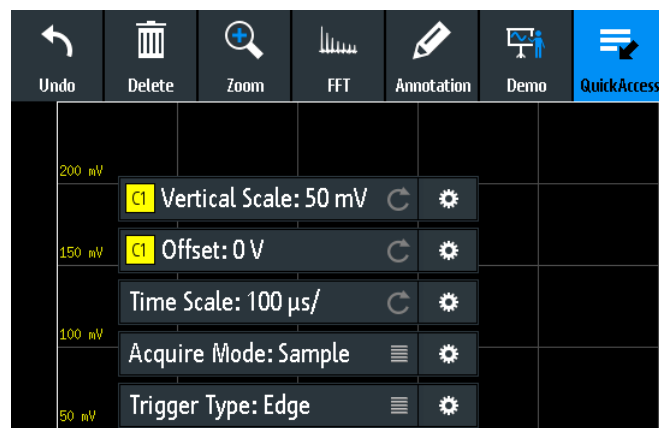 Undo Delete Zoom FFT Annotation Demo QuickAccess
200 mV
C1 Vertical Scale: 50 mV
150 mV
C1 Offset: 0 V
Time Scale: 100 µs/
100 mV
Acquire Mode: Sample
Trigger Type: Edge
50 mV